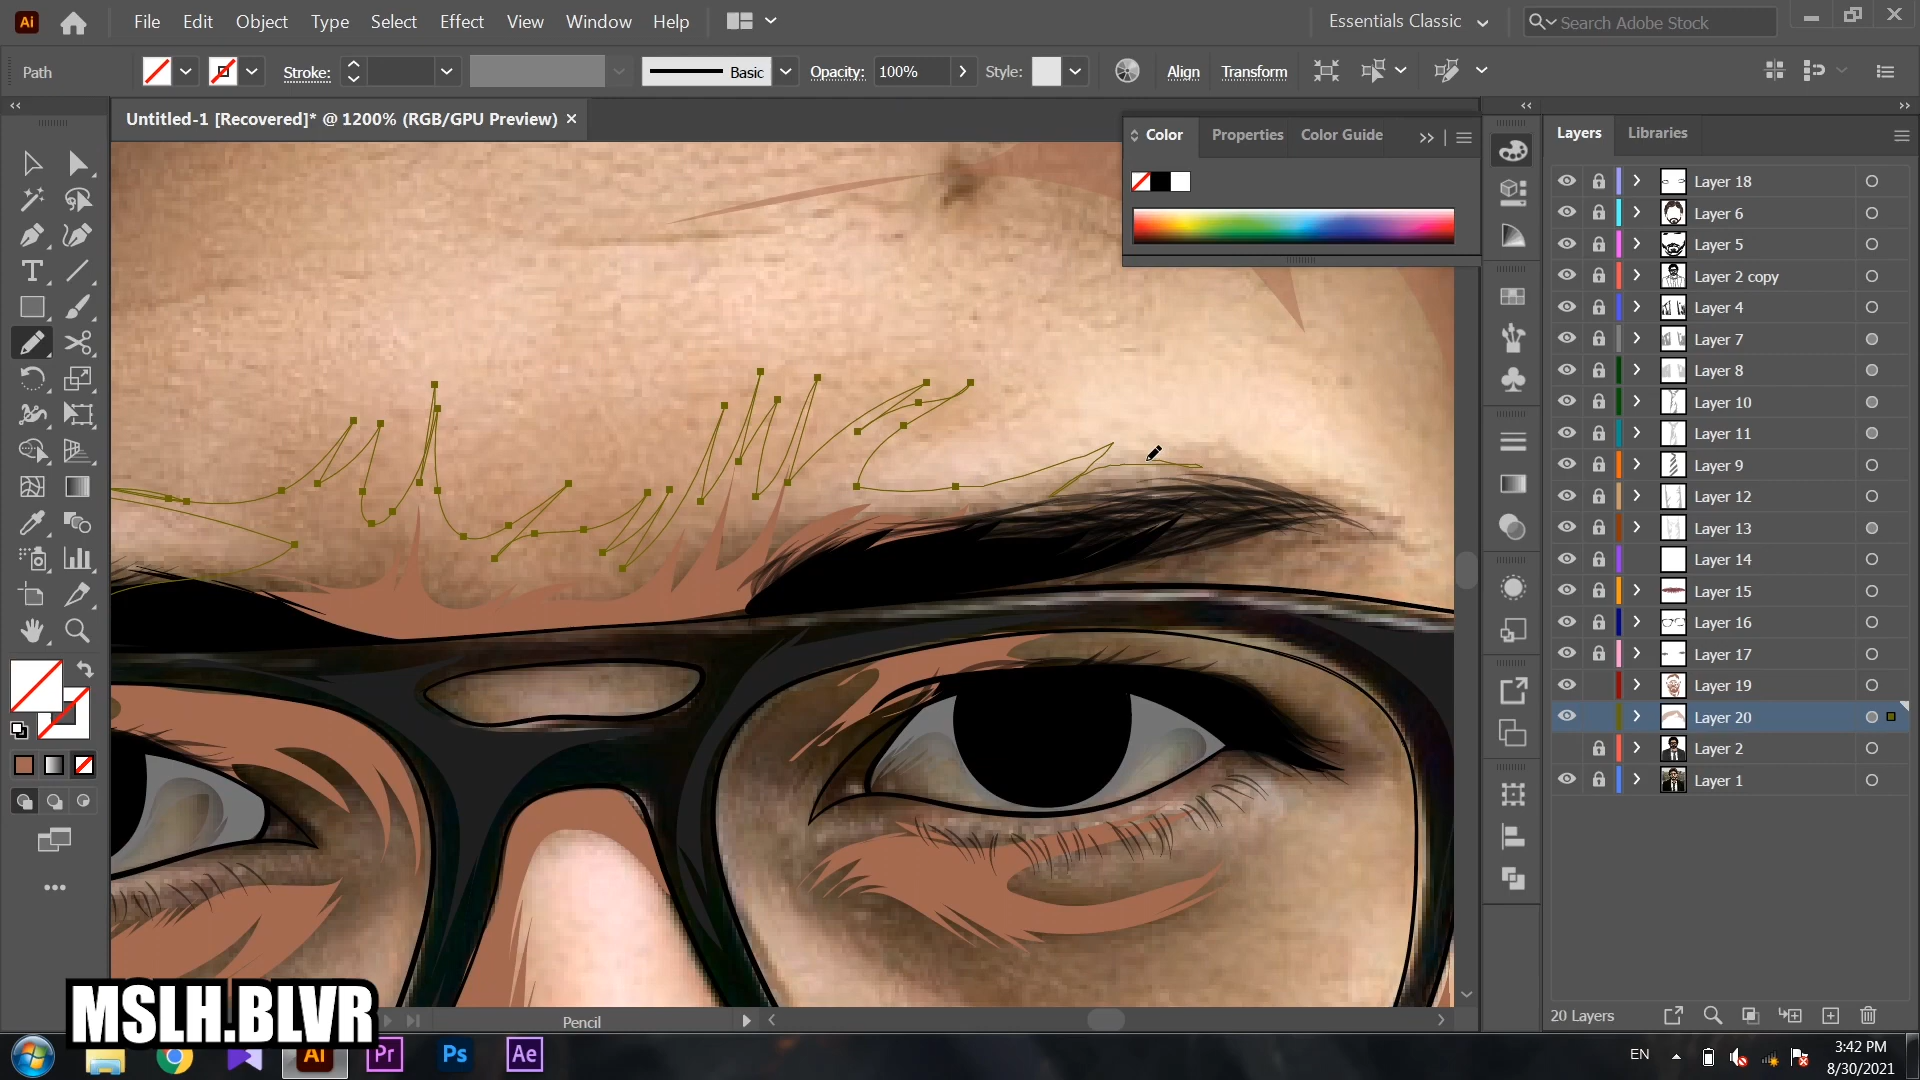 Ai
File Edit Object Type Select Effect View Window Help
Essentials Classic
Search Adobe Stock
Path
Stroke:
Basic
Opacity: 100%
Style:
Align
Transform
Untitled-1 [Recovered]* @ 1200% (RGB/GPU Preview) ×
Color Properties Color Guide
Layers Libraries
Layer 18
Layer 6
Layer 5
Layer 2 copy
Layer 4
Layer 7
Layer 8
Layer 10
Layer 11
Layer 9
Layer 12
Layer 13
Layer 14
Layer 15
Layer 16
Layer 17
Layer 19
Layer 20
Layer 2
Layer 1
20 Layers
MSLH.BLVR
Pencil
Ai Pr Ps Ae
EN
3:42 PM
8/30/2021